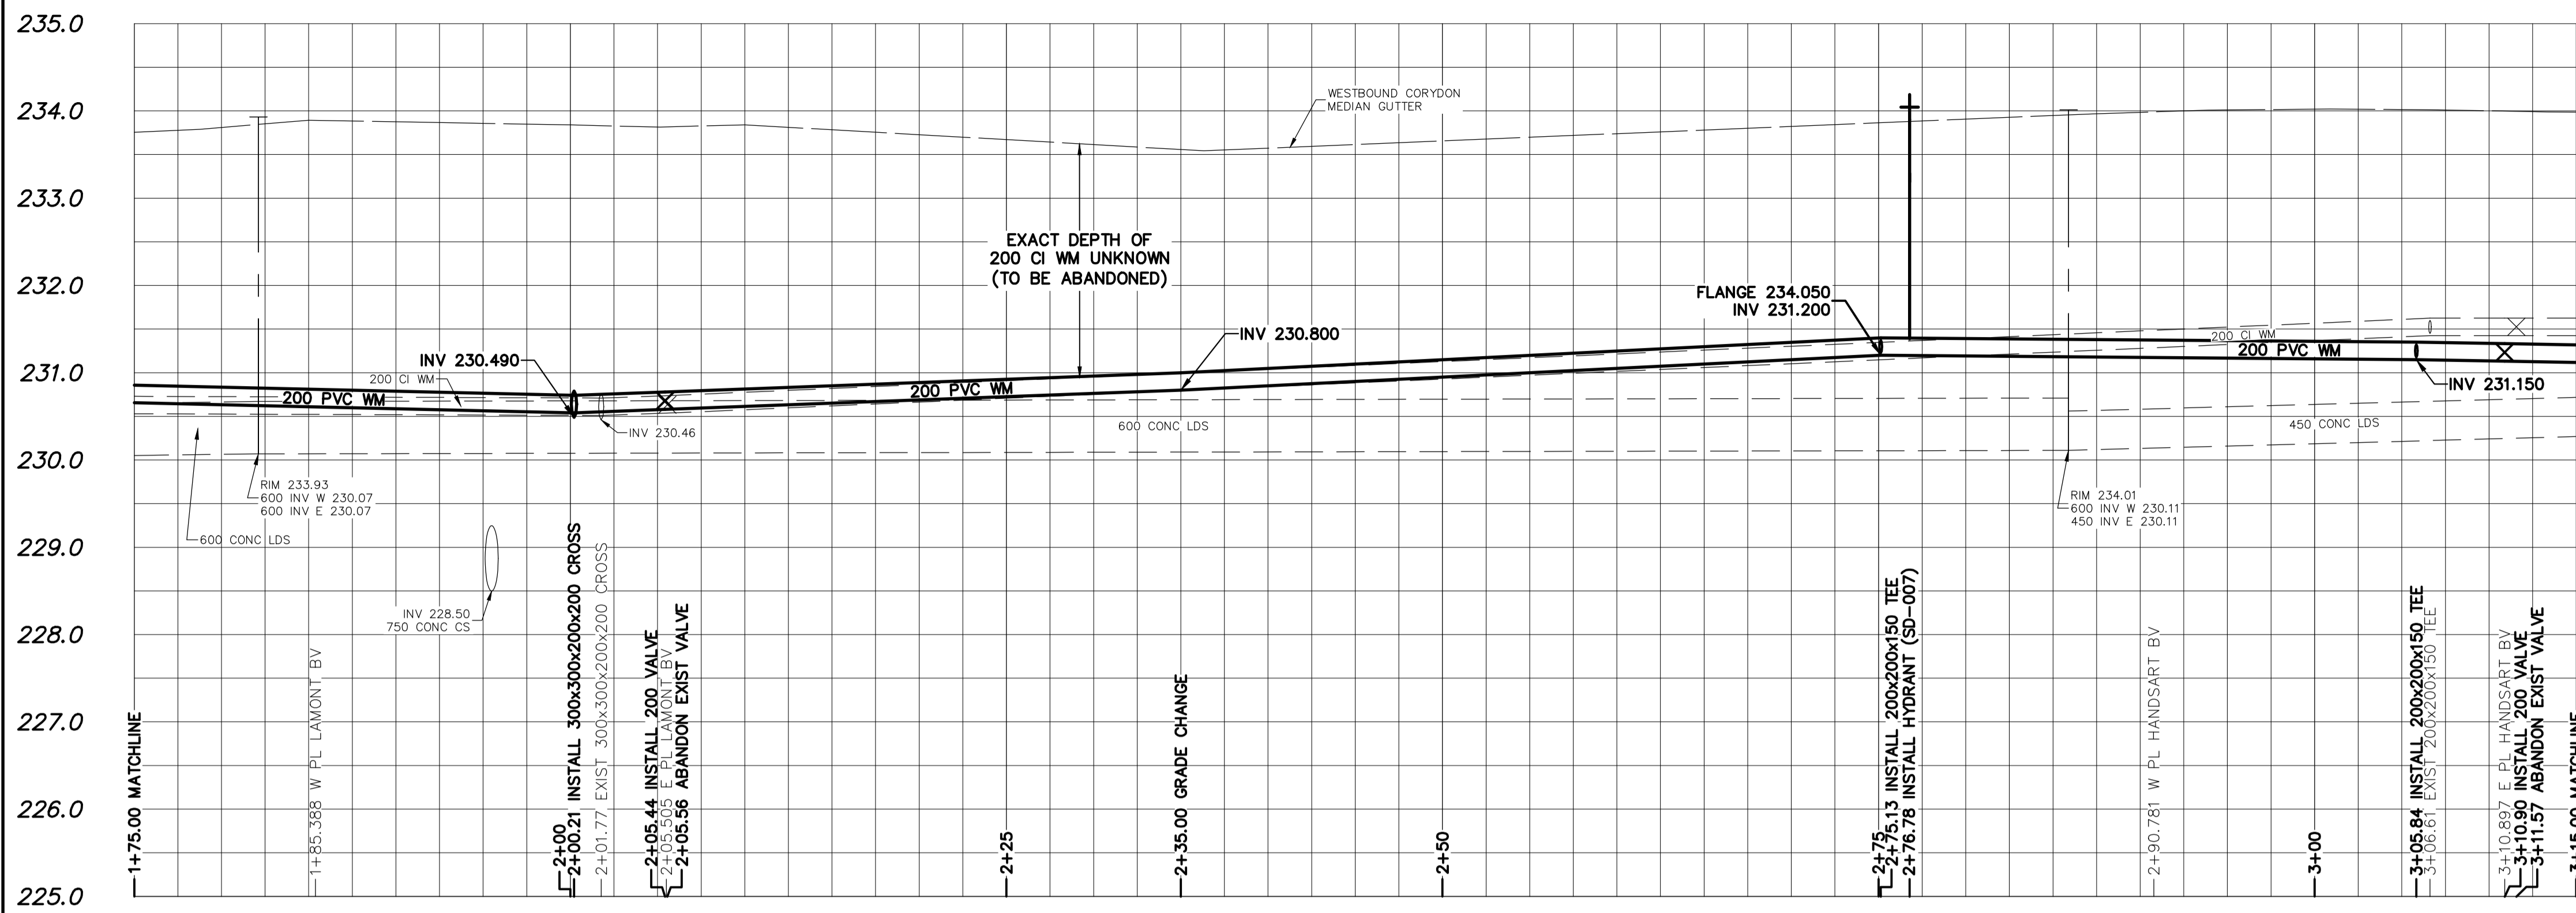 235.0
234.0
233.0
232.0
231.0
230.0
229.0
228.0
227.0
226.0
225.0
WESTBOUND CORYDON
MEDIAN GUTTER
EXACT DEPTH OF
200 CI WM UNKNOWN
(TO BE ABANDONED)
FLANGE 234.050
INV 231.200
INV 230.800
INV 230.490
200 CI WM
200 PVC WM
200 PVC WM
200 CI WM
200 PVC WM
INV 231.150
INV 230.46
600 CONC LDS
450 CONC LDS
RIM 233.93
600 INV W 230.07
600 INV E 230.07
600 CONC LDS
RIM 234.01
600 INV W 230.11
450 INV E 230.11
INV 228.50
750 CONC CS
1+75.00 MATCHLINE
1+85.388 W PL LAMONT BV
2+00
2+00.21 INSTALL 300x300x200x200 CROSS
2+01.77 EXIST 300x300x200x200 CROSS
2+05.44 INSTALL 200 VALVE
2+05.505 E PL LAMONT BV
2+05.56 ABANDON EXIST VALVE
2+25
2+35.00 GRADE CHANGE
2+50
2+75
2+75.13 INSTALL 200x200x150 TEE
2+76.78 INSTALL HYDRANT (SD-007)
2+90.781 W PL HANDSART BV
3+00
3+05.84 INSTALL 200x200x150 TEE
3+06.61 EXIST 200x200x150 TEE
3+10.897 E PL HANDSART BV
3+10.90 INSTALL 200 VALVE
3+11.57 ABANDON EXIST VALVE
3+15.00 MATCHLINE